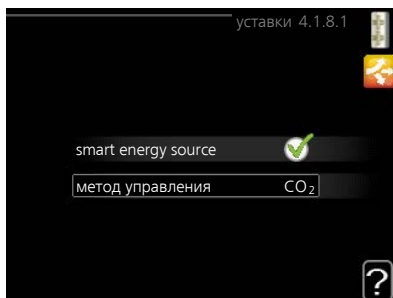 уставки 4.1.8.1
smart energy source
метод управления CO₂
?